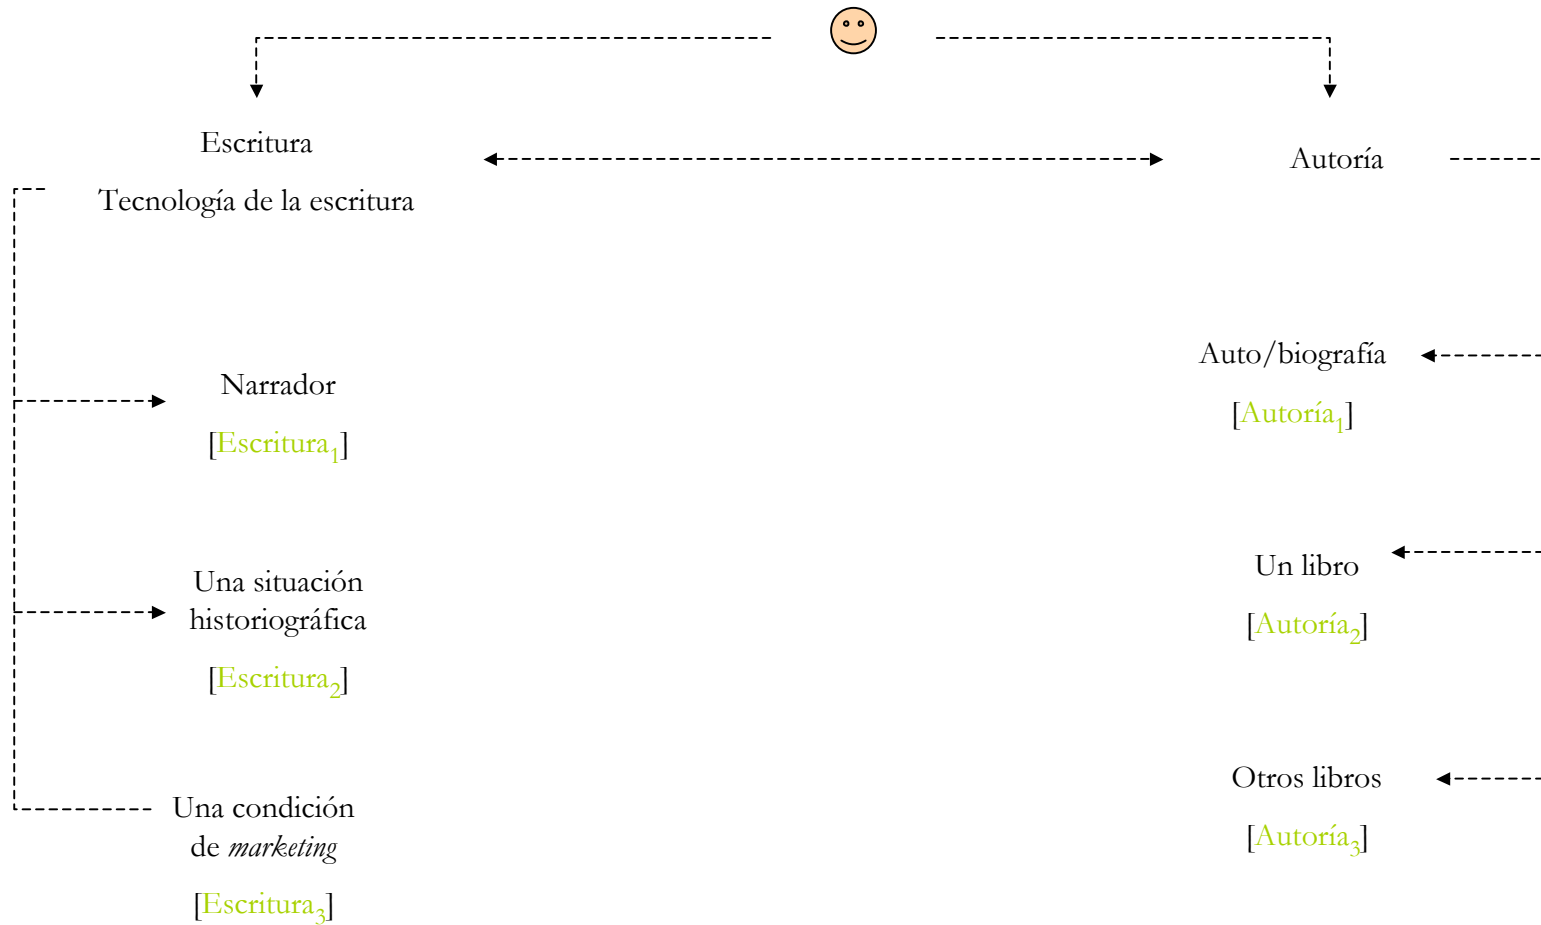 Escritura
Tecnología de la escritura
Autoría
Narrador
[Escritura₁]
Una situación
historiográfica
[Escritura₂]
Una condición
de marketing
[Escritura₃]
Auto/biografía
[Autoría₁]
Un libro
[Autoría₂]
Otros libros
[Autoría₃]